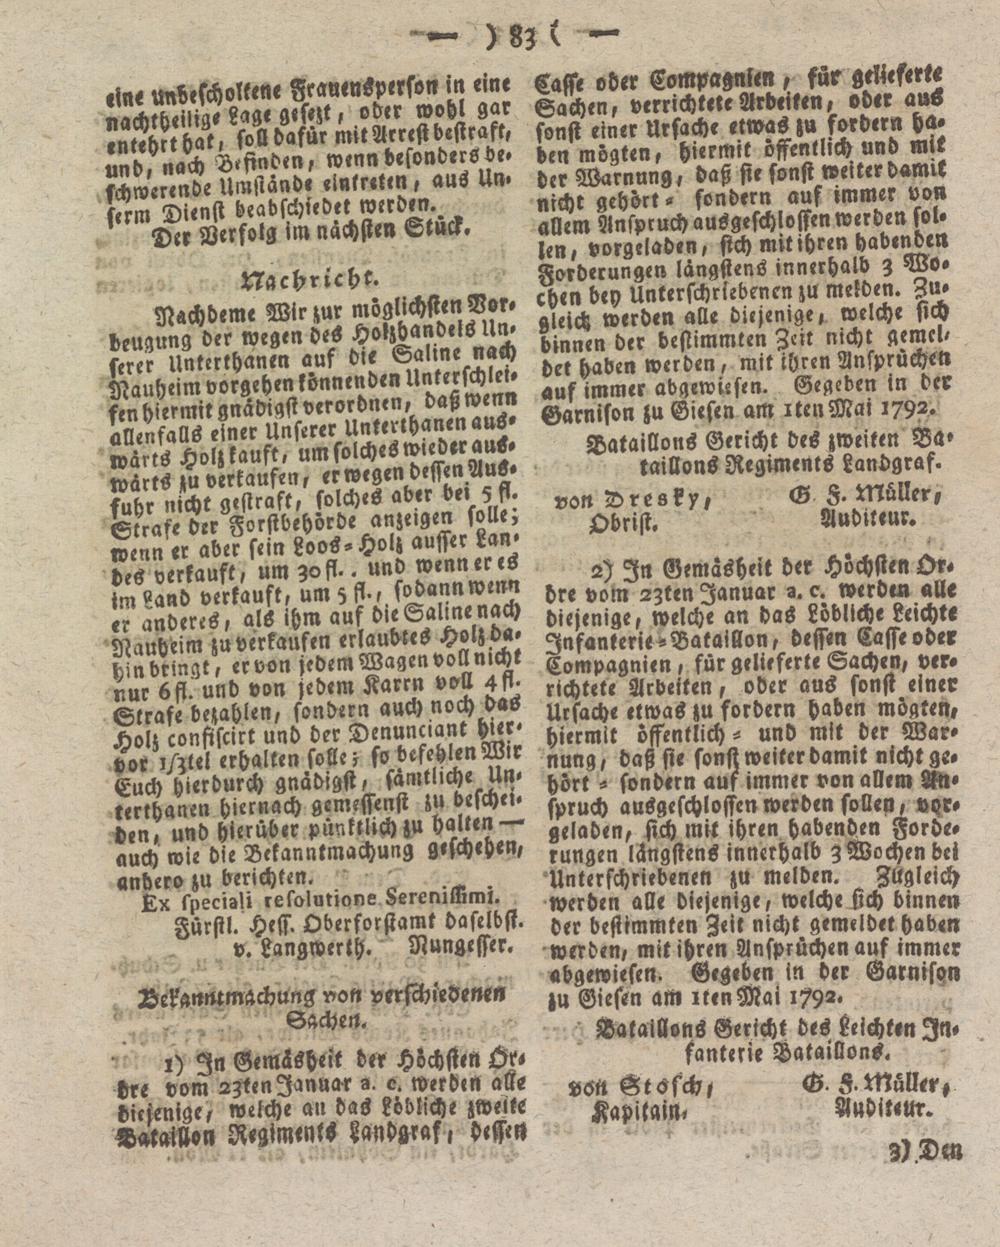 — ) 83 ( —
eine unbescholtene Frauensperson in eine
nachtheilige Lage gesezt, oder wohl gar
entehrt hat, soll dafür mit Arrest bestraft,
und, nach Befinden, wenn besonders be-
schwerende Umstände eintreten, aus Un-
serm Dienst beabschiedet werden.
Der Verfolg im nächsten Stück.
Nachricht.
Nachdeme Wir zur möglichsten Vor-
beugung der wegen des Holzhandels Un-
serer Unterthanen auf die Saline nach
Nauheim vorgehen könnenden Unterschlei-
fen hiermit gnädigst verordnen, daß wenn
allenfalls einer Unserer Unterthanen aus-
wärts Holz kauft, um solches wieder aus-
wärts zu verkaufen, er wegen dessen Aus-
fuhr nicht gestraft, solches aber bei 5 fl.
Strafe der Forstbehörde anzeigen solle;
wenn er aber sein Loos-Holz ausser Lan-
des verkauft, um 30 fl.. und wenn er es
im Land verkauft, um 5 fl., sodann wenn
er anderes, als ihm auf die Saline nach
Nauheim zu verkaufen erlaubtes Holz da-
hin bringt, er von jedem Wagen voll nicht
nur 6 fl. und von jedem Karrn voll 4 fl.
Strafe bezahlen, sondern auch noch das
Holz confiscirt und der Denunciant hier-
vor 1/3tel erhalten solle; so befehlen Wir
Euch hierdurch gnädigst, sämtliche Un-
terthanen hiernach gemessenst zu beschei-
den, und hierüber pünktlich zu halten —
auch wie die Bekanntmachung geschehen,
anhero zu berichten.
Ex speciali resolutione Serenissimi.
Fürstl. Hess. Oberforstamt daselbst.
v. Langwerth. Nungesser.
Bekanntmachung von verschiedenen
Sachen.
1) In Gemäsheit der Höchsten Or-
dre vom 23ten Januar a. c. werden alle
diejenige, welche an das Löbliche zweite
Bataillon Regiments Landgraf, dessen
Casse oder Compagnien, für gelieferte
Sachen, verrichtete Arbeiten, oder aus
sonst einer Ursache etwas zu fordern ha-
ben mögten, hiermit öffentlich und mit
der Warnung, daß sie sonst weiter damit
nicht gehört- sondern auf immer von
allem Anspruch ausgeschlossen werden sol-
len, vorgeladen, sich mit ihren habenden
Forderungen längstens innerhalb 3 Wo-
chen bey Unterschriebenen zu melden. Zu-
gleich werden alle diejenige, welche sich
binnen der bestimmten Zeit nicht gemel-
det haben werden, mit ihren Ansprüchen
auf immer abgewiesen. Gegeben in der
Garnison zu Giesen am 1ten Mai 1792.
Bataillons Gericht des zweiten Ba-
taillons Regiments Landgraf.
von Dresky, G. F. Müller,
Obrist. Auditeur.
2) In Gemäsheit der Höchsten Or-
dre vom 23ten Januar a. c. werden alle
diejenige, welche an das Löbliche Leichte
Infanterie-Bataillon, dessen Casse oder
Compagnien, für gelieferte Sachen, ver-
richtete Arbeiten, oder aus sonst einer
Ursache etwas zu fordern haben mögten,
hiermit öffentlich- und mit der War-
nung, daß sie sonst weiter damit nicht ge-
hört- sondern auf immer von allem An-
spruch ausgeschlossen werden sollen, vor-
geladen, sich mit ihren habenden Forde-
rungen längstens innerhalb 3 Wochen bei
Unterschriebenen zu melden. Zugleich
werden alle diejenige, welche sich binnen
der bestimmten Zeit nicht gemeldet haben
werden, mit ihren Ansprüchen auf immer
abgewiesen. Gegeben in der Garnison
zu Giesen am 1ten Mai 1792.
Bataillons Gericht des Leichten In-
fanterie Bataillons.
von Stosch, G. F. Müller,
Kapitain. Auditeur.
3) Den